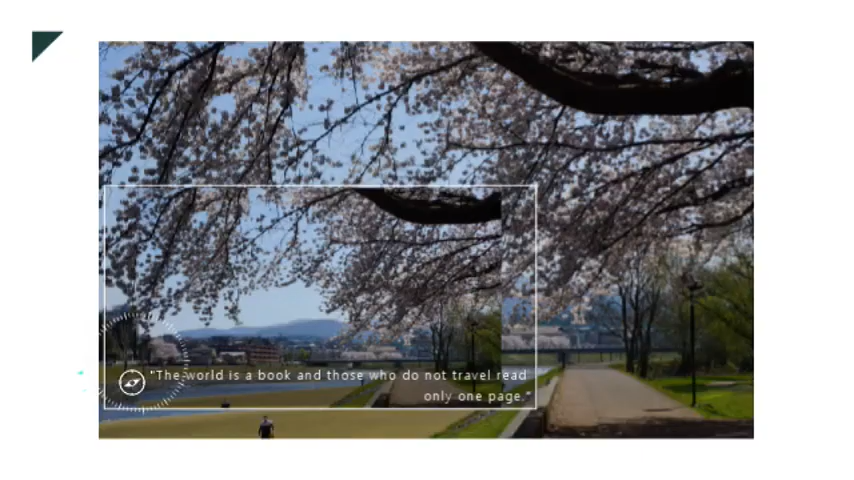 "The world is a book and those who do not travel read
only one page."